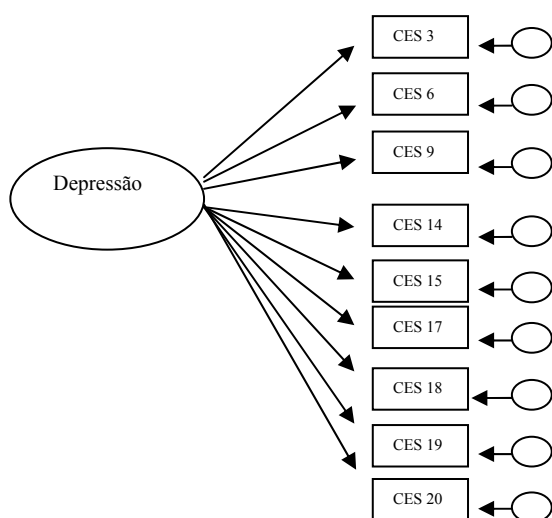 Depressão
CES 3
CES 6
CES 9
CES 14
CES 15
CES 17
CES 18
CES 19
CES 20